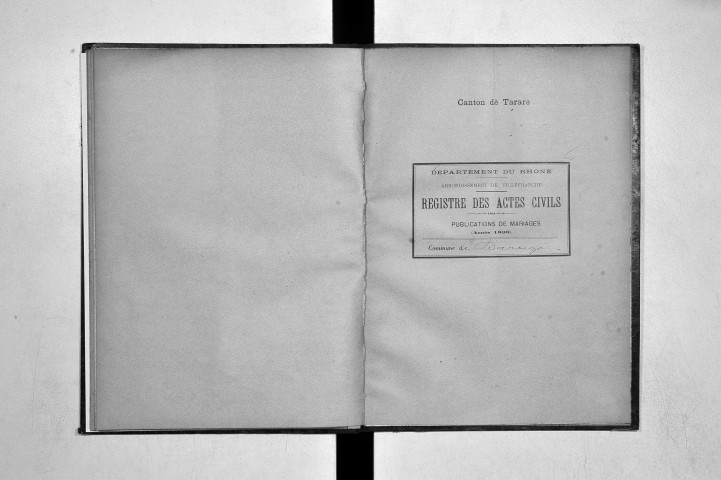 Canton de Tarare
DÉPARTEMENT DU RHONE
ARRONDISSEMENT DE VILLEFRANCHE
REGISTRE DES ACTES CIVILS
PUBLICATIONS DE MARIAGES
Commune de